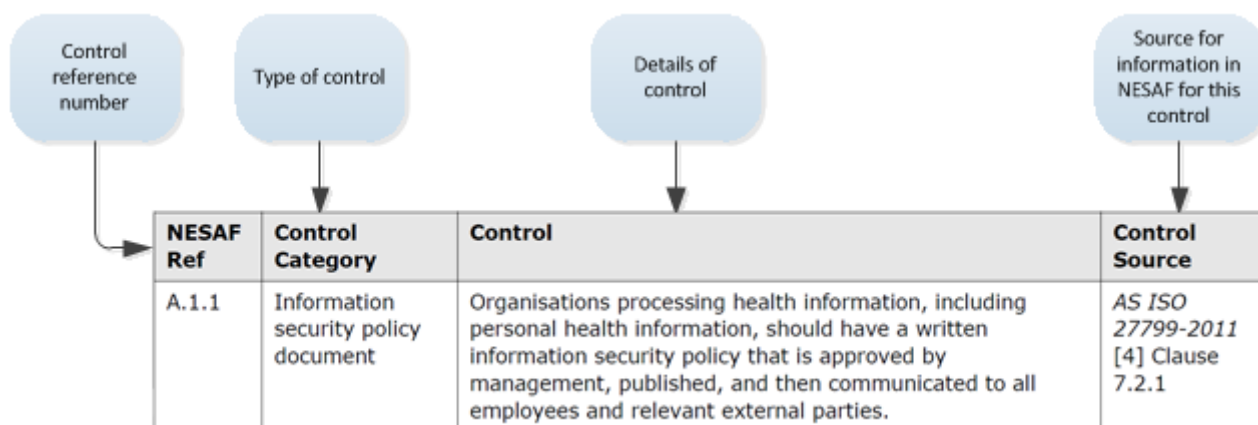 Control
reference
number
Type of control
Details of
control
Source for
information in
NESAF for this
control
NESAF
Ref
Control
Category
Control
Control
Source
A.1.1
Information
security policy
document
Organisations processing health information, including
personal health information, should have a written
information security policy that is approved by
management, published, and then communicated to all
employees and relevant external parties.
AS ISO
27799-2011
[4] Clause
7.2.1